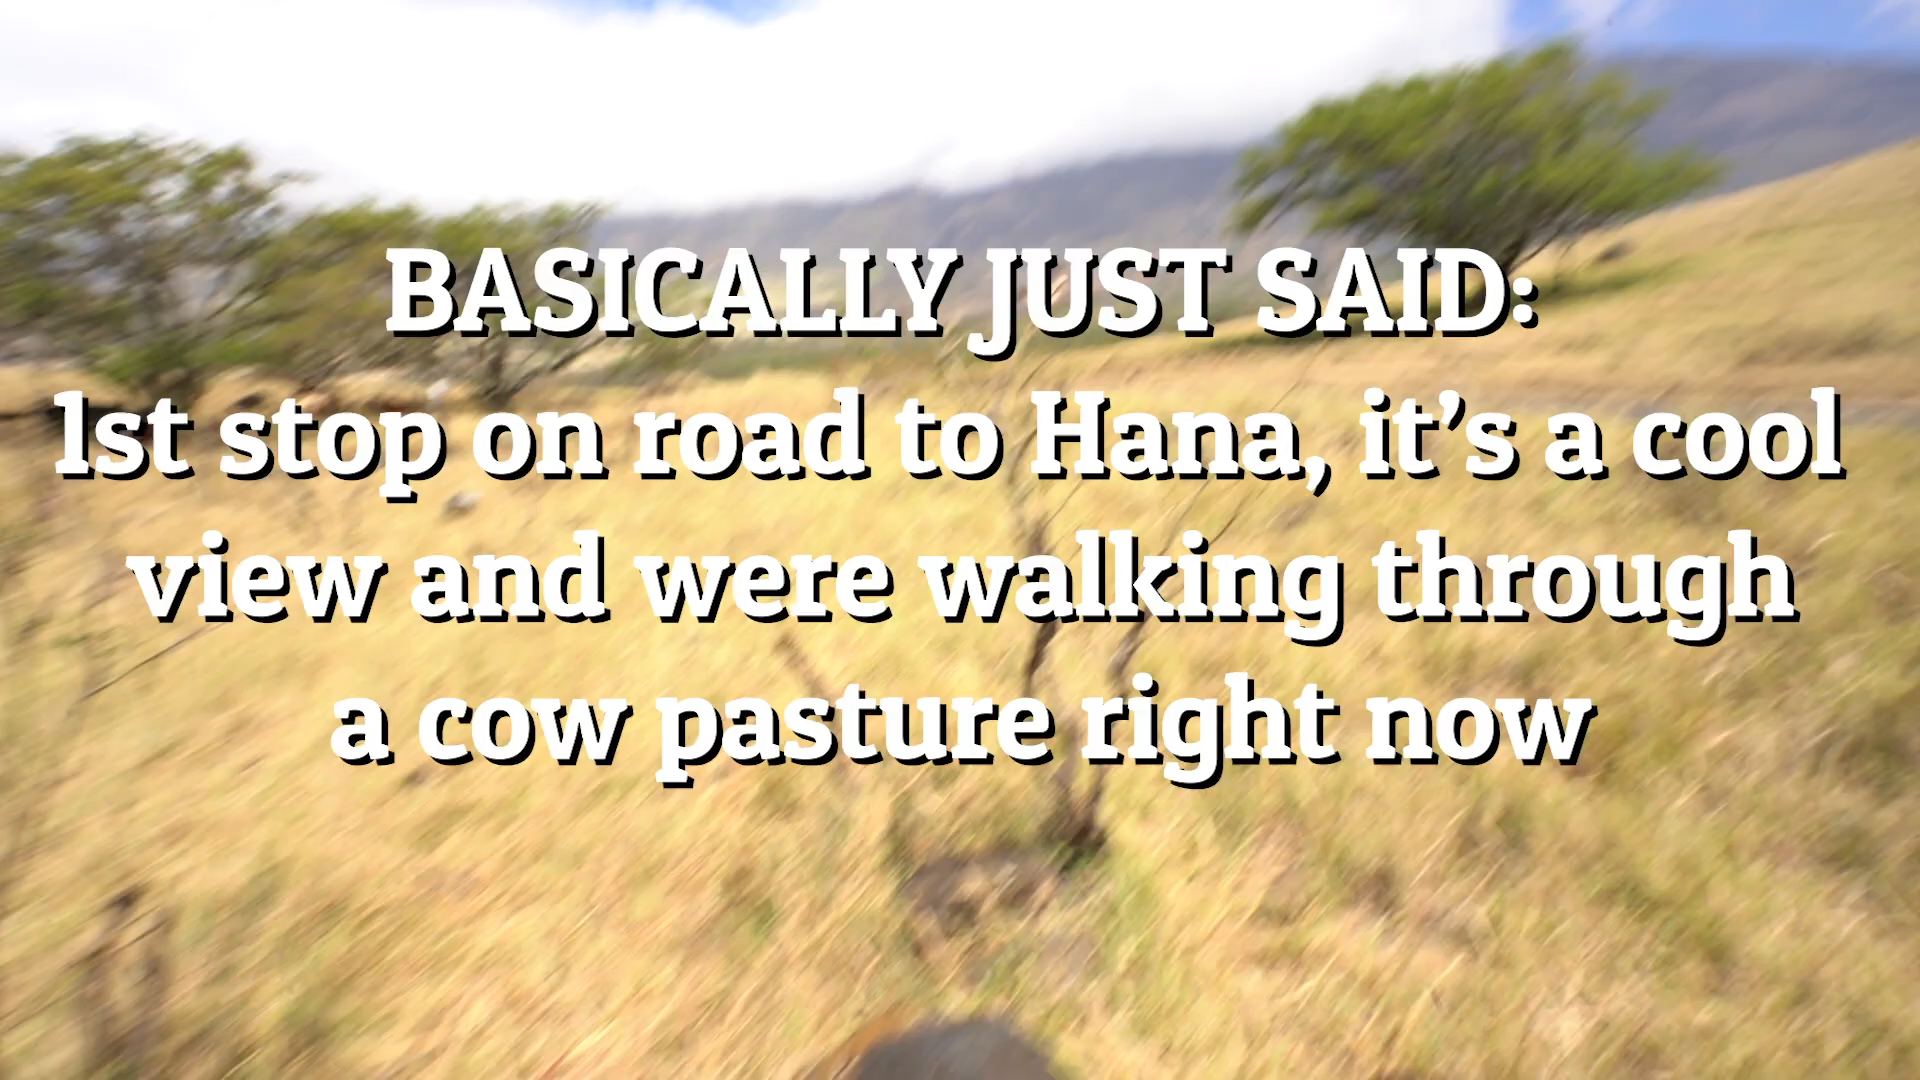 BASICALLY JUST SAID:
1st stop on road to Hana, it’s a cool
view and were walking through
a cow pasture right now